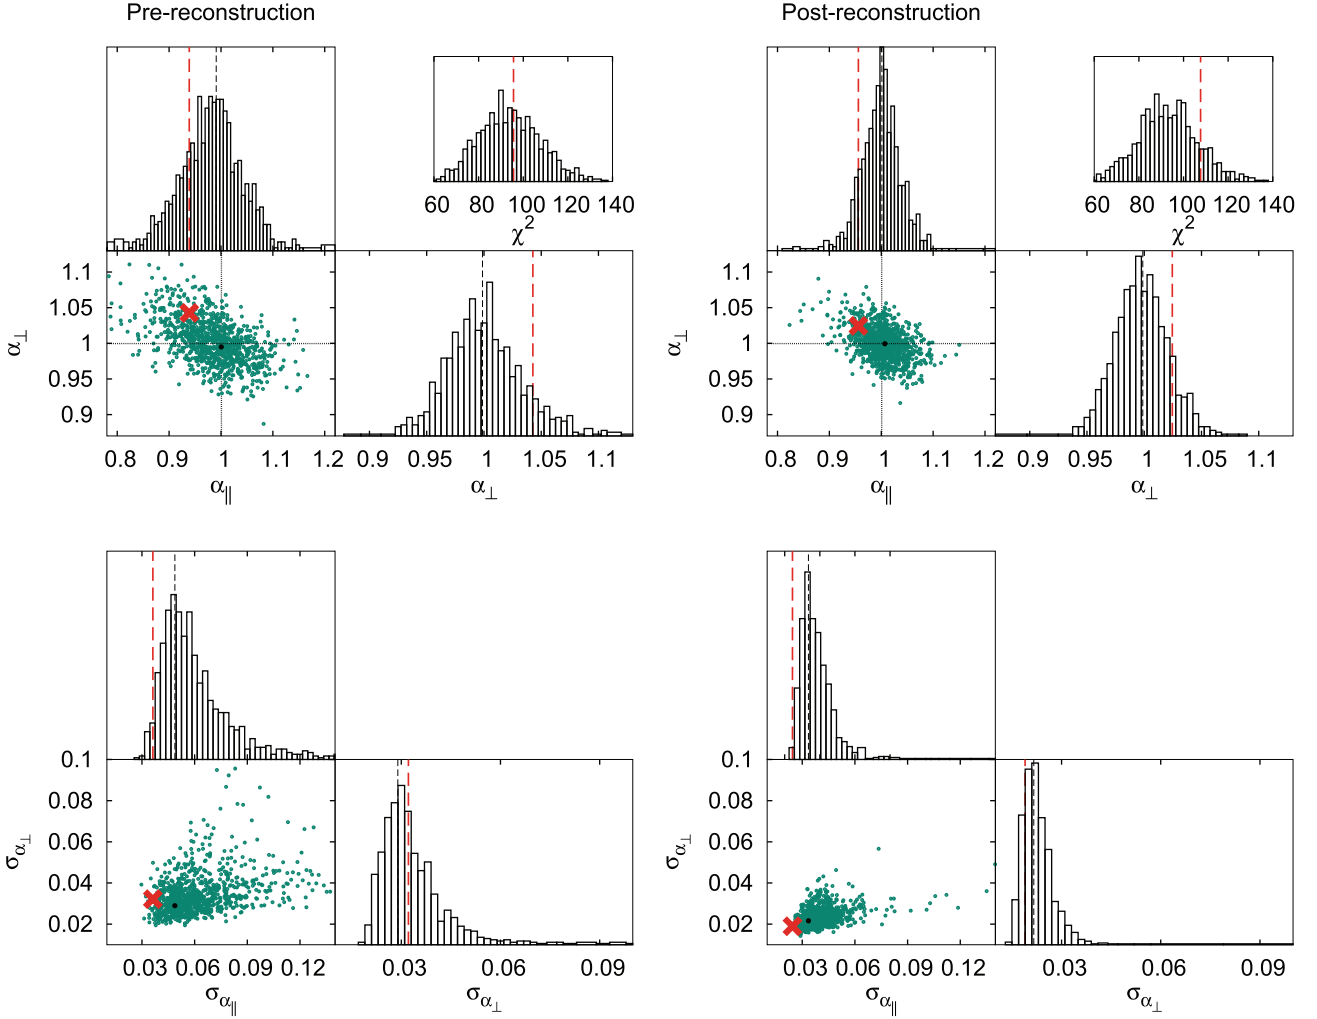 Pre-reconstruction Post-reconstruction
60 80 100 120 140 60 80 100 120 140
χ² χ²
1.1 1.1
1.05 1.05
α⊥ 1 α⊥ 1
0.95 0.95
0.9 0.9
0.8 0.9 1 1.1 1.2 0.9 0.95 1 1.05 1.1 0.8 0.9 1 1.1 1.2 0.9 0.95 1 1.05 1.1
α∥ α⊥ α∥ α⊥
0.1 0.1
0.08 0.08
0.06 0.06
σα⊥ σα⊥
0.04 0.04
0.02 0.02
0.03 0.06 0.09 0.12 0.03 0.06 0.09 0.03 0.06 0.09 0.12 0.03 0.06 0.09
σα∥ σα⊥ σα∥ σα⊥